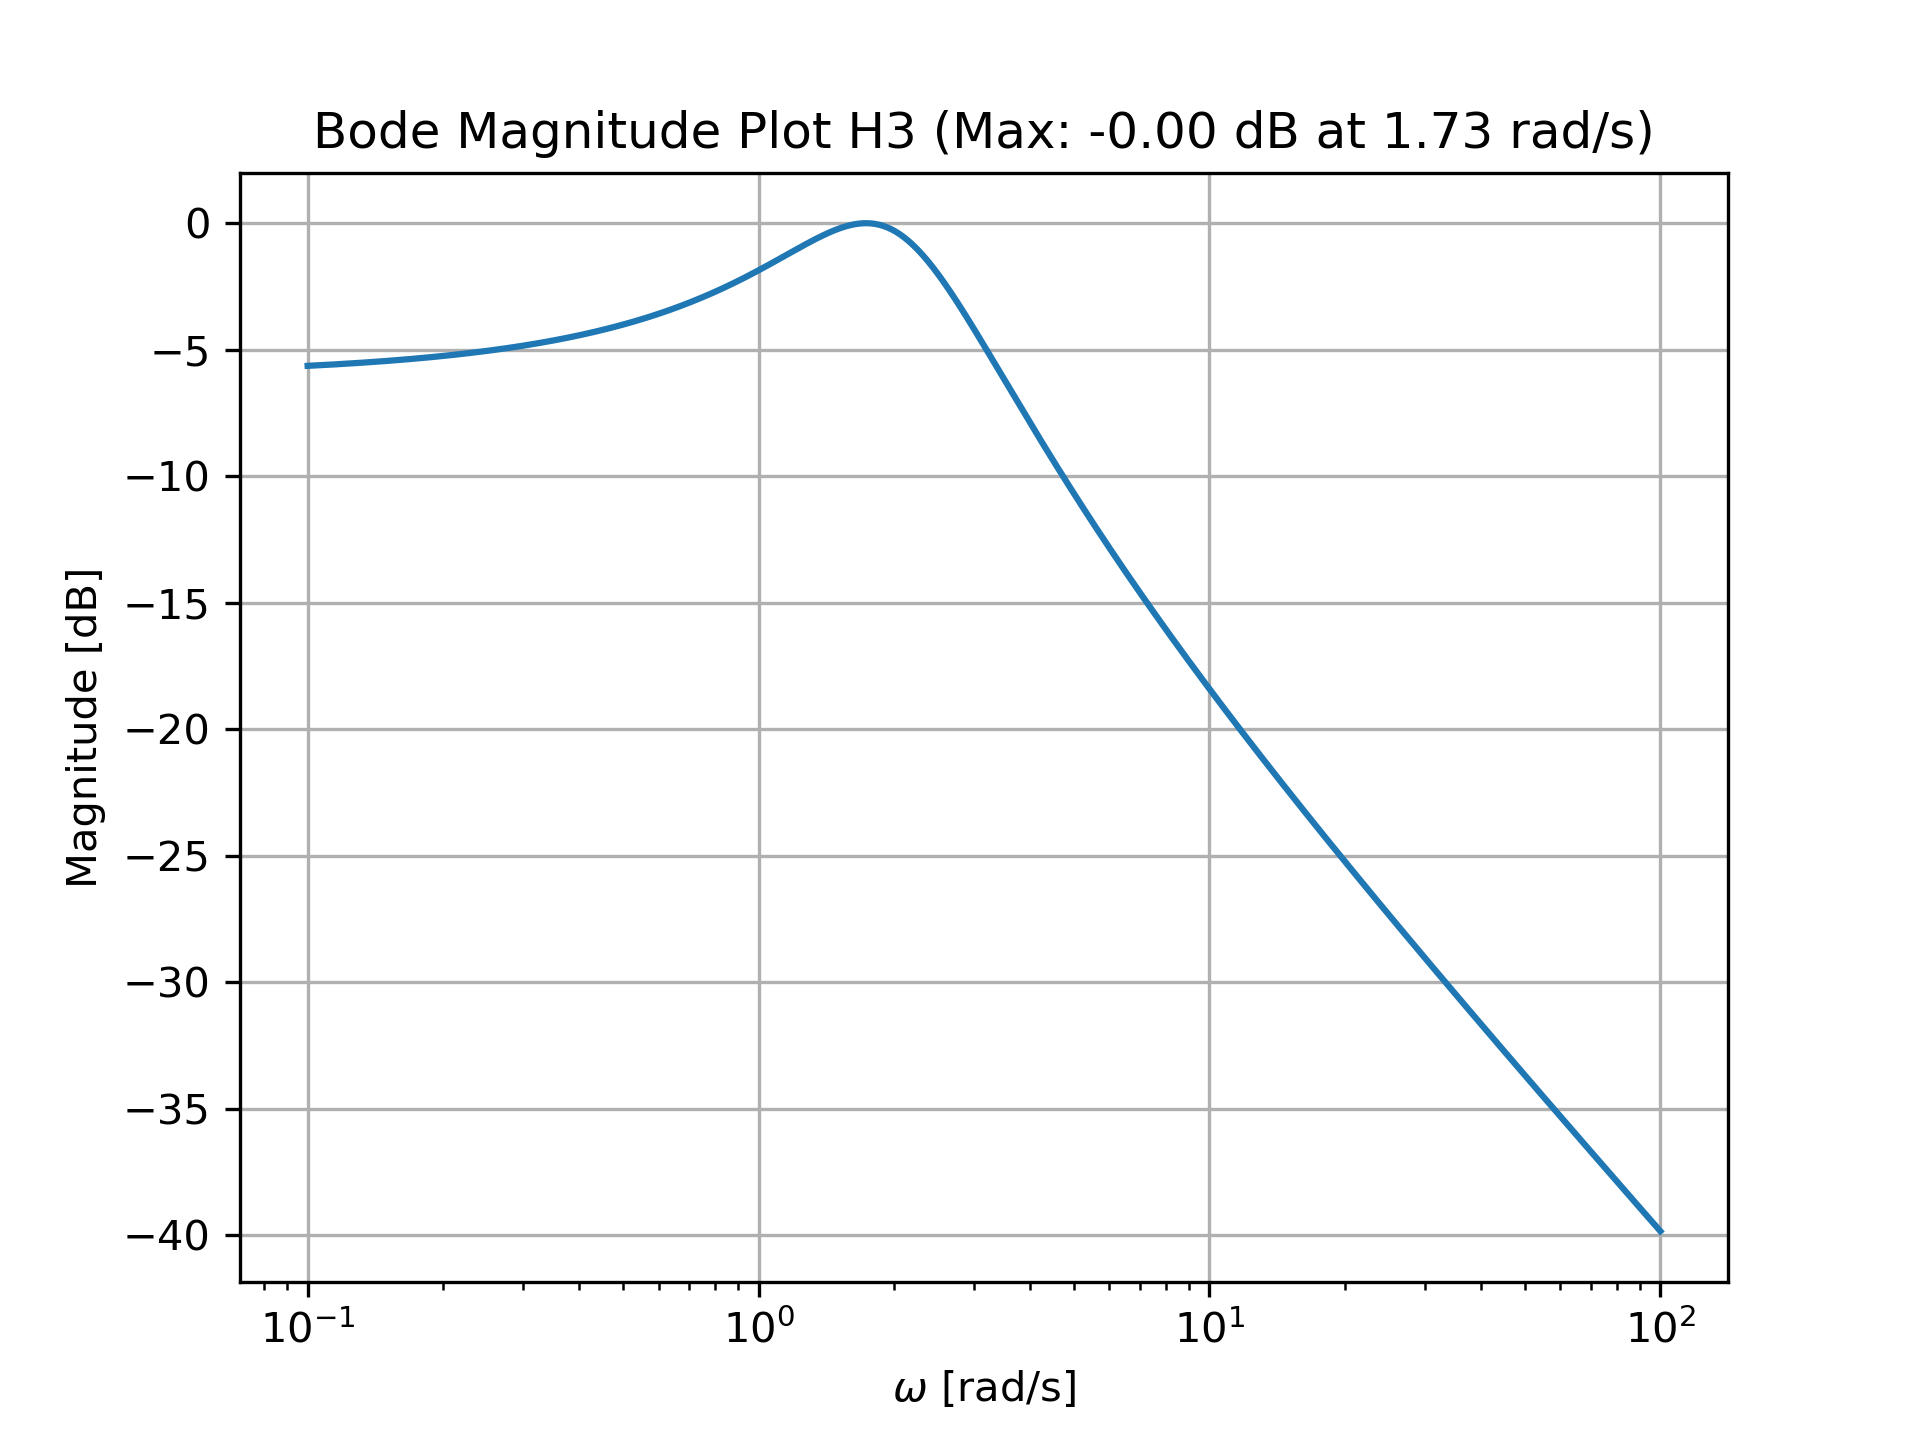 Bode Magnitude Plot H3 (Max: -0.00 dB at 1.73 rad/s)
0
−5
−10
−15
−20
−25
−30
−35
−40
Magnitude [dB]
10⁻¹ 10⁰ 10¹ 10²
ω [rad/s]